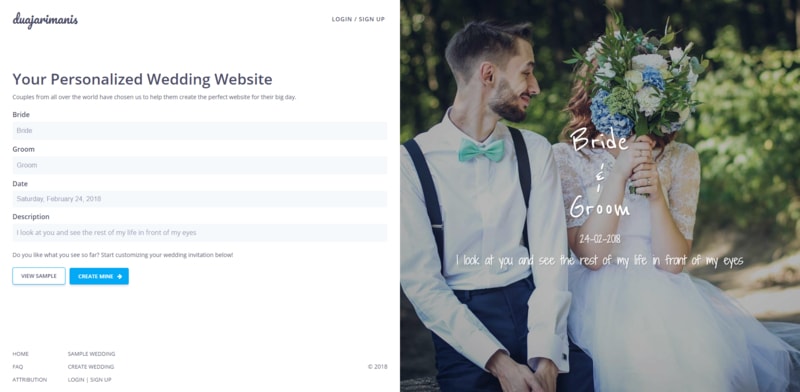 duajarimanis
LOGIN / SIGN UP
Your Personalized Wedding Website
Couples from all over the world have chosen us to help them create the perfect website for their big day.
Bride
Bride
Groom
Groom
Date
Saturday, February 24, 2018
Description
I look at you and see the rest of my life in front of my eyes
Do you like what you see so far? Start customizing your wedding invitation below!
VIEW SAMPLE
CREATE MINE →
HOME
FAQ
ATTRIBUTION
SAMPLE WEDDING
CREATE WEDDING
LOGIN | SIGN UP
© 2018
Bride
&
Groom
24-02-2018
I look at you and see the rest of my life in front of my eyes